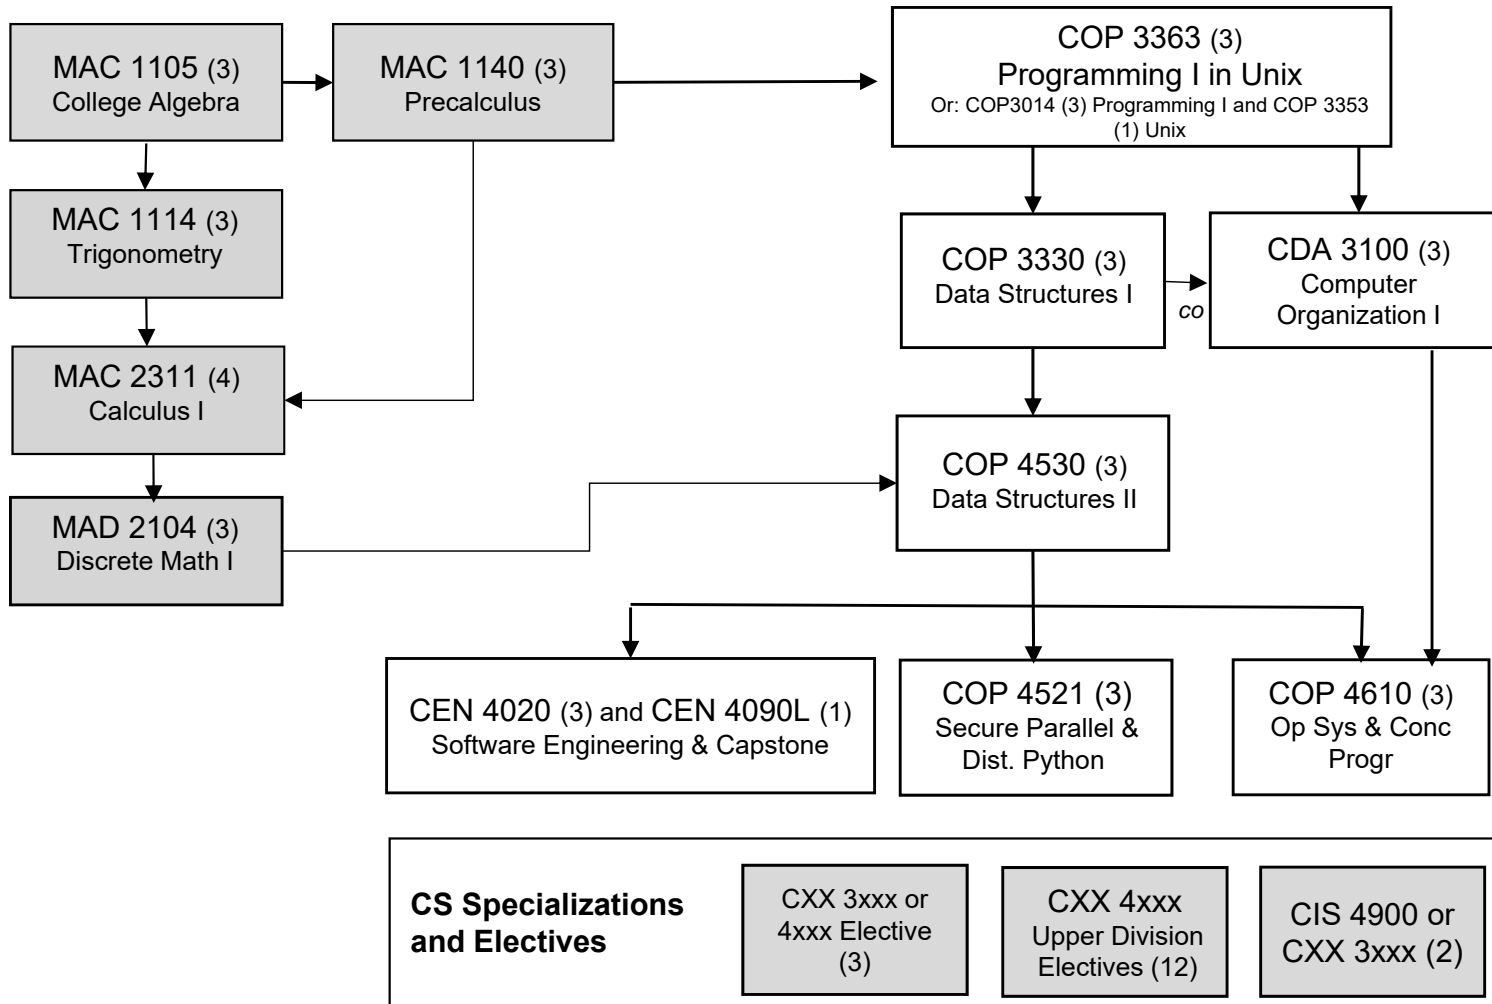 MAC 1105 (3)
College Algebra
MAC 1140 (3)
Precalculus
COP 3363 (3)
Programming I in Unix
Or: COP3014 (3) Programming I and COP 3353
(1) Unix
MAC 1114 (3)
Trigonometry
COP 3330 (3)
Data Structures I
co
CDA 3100 (3)
Computer
Organization I
MAC 2311 (4)
Calculus I
COP 4530 (3)
Data Structures II
MAD 2104 (3)
Discrete Math I
CEN 4020 (3) and CEN 4090L (1)
Software Engineering & Capstone
COP 4521 (3)
Secure Parallel &
Dist. Python
COP 4610 (3)
Op Sys & Conc
Progr
CS Specializations
and Electives
CXX 3xxx or
4xxx Elective
(3)
CXX 4xxx
Upper Division
Electives (12)
CIS 4900 or
CXX 3xxx (2)